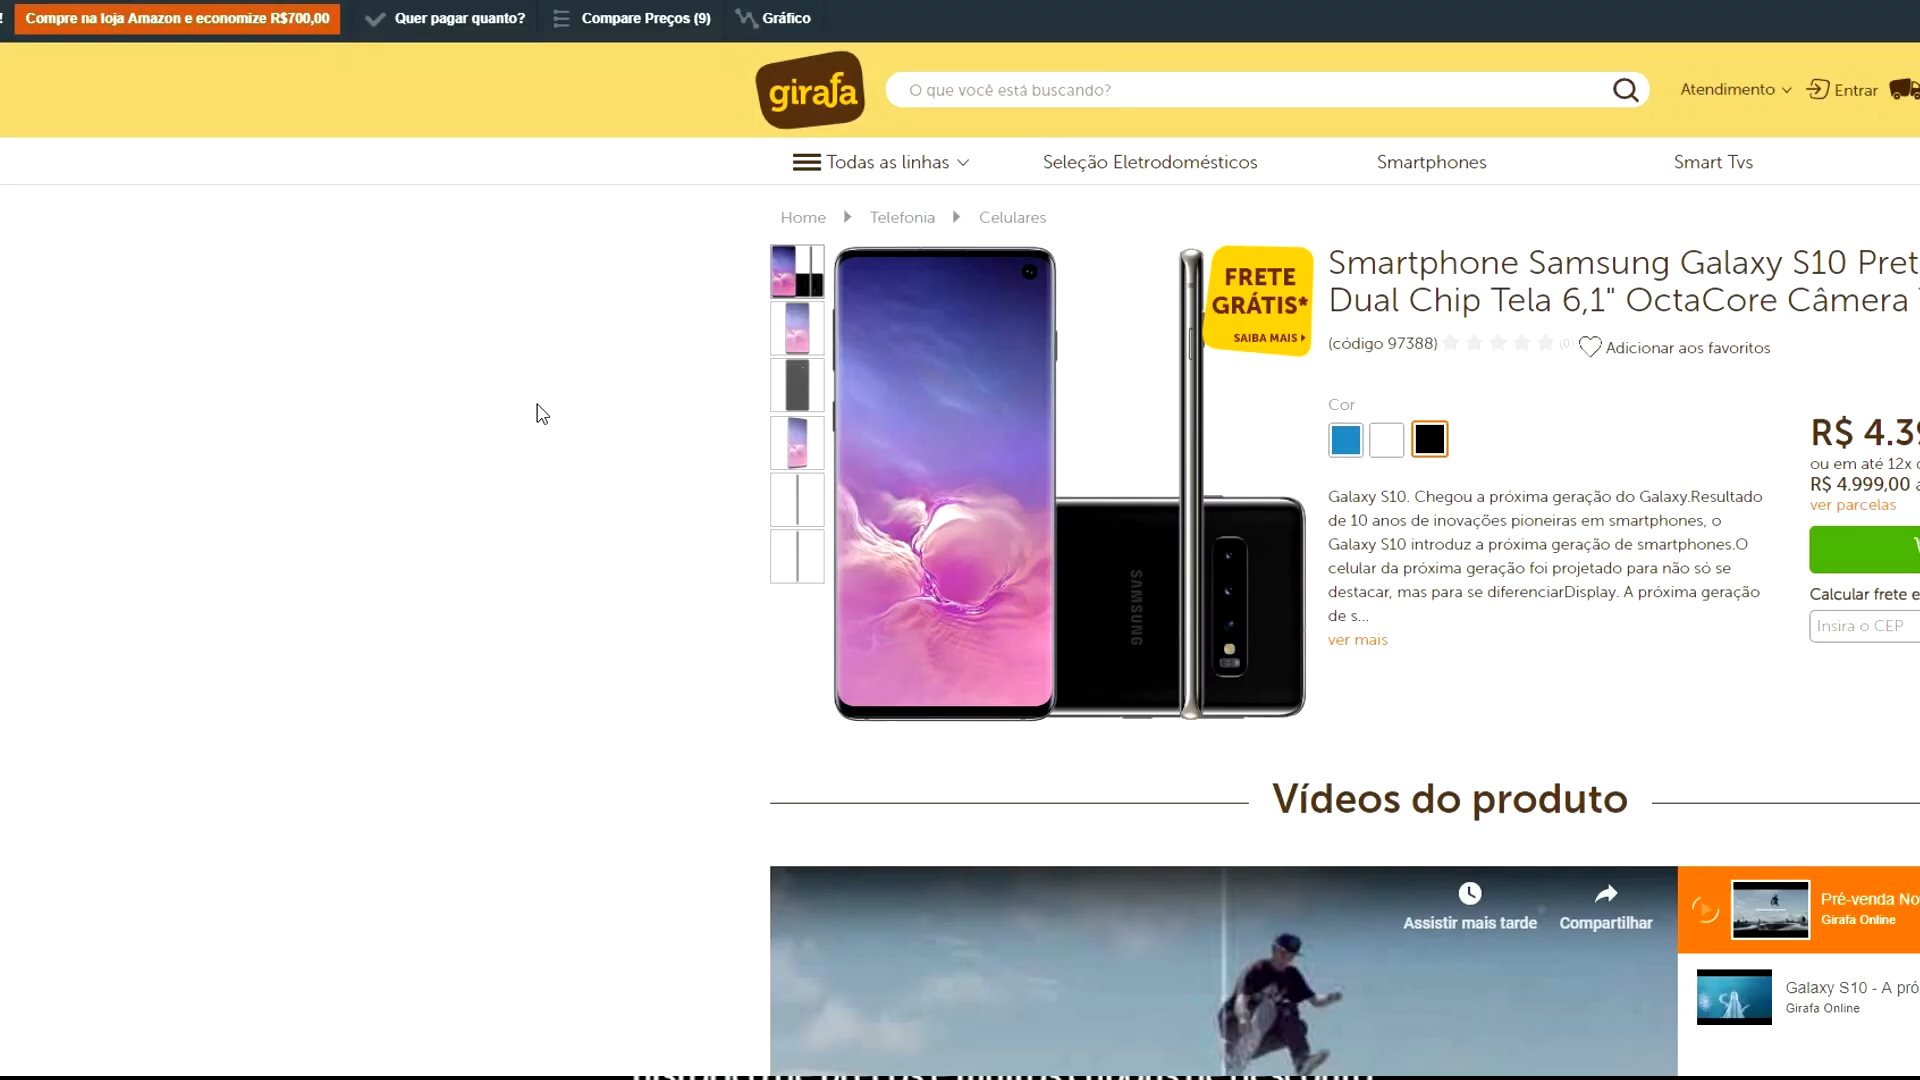 !
Compre na loja Amazon e economize R$700,00
Quer pagar quanto?
Compare Preços (9)
Gráfico
girafa
O que você está buscando?
Atendimento
Entrar
Todas as linhas
Seleção Eletrodomésticos
Smartphones
Smart Tvs
Home
Telefonia
Celulares
FRETE
GRÁTIS*
SAIBA MAIS
Smartphone Samsung Galaxy S10 Pret
Dual Chip Tela 6,1" OctaCore Câmera
(código 97388)
(0)
Adicionar aos favoritos
Cor
Galaxy S10. Chegou a próxima geração do Galaxy.Resultado
de 10 anos de inovações pioneiras em smartphones, o
Galaxy S10 introduz a próxima geração de smartphones.O
celular da próxima geração foi projetado para não só se
destacar, mas para se diferenciarDisplay. A próxima geração
de s...
ver mais
R$ 4.39
ou em até 12x
R$ 4.999,00 a
ver parcelas
Calcular frete e
Insira o CEP
SAMSUNG
Vídeos do produto
Assistir mais tarde
Compartilhar
Pré-venda No
Girafa Online
Galaxy S10 - A pró
Girafa Online